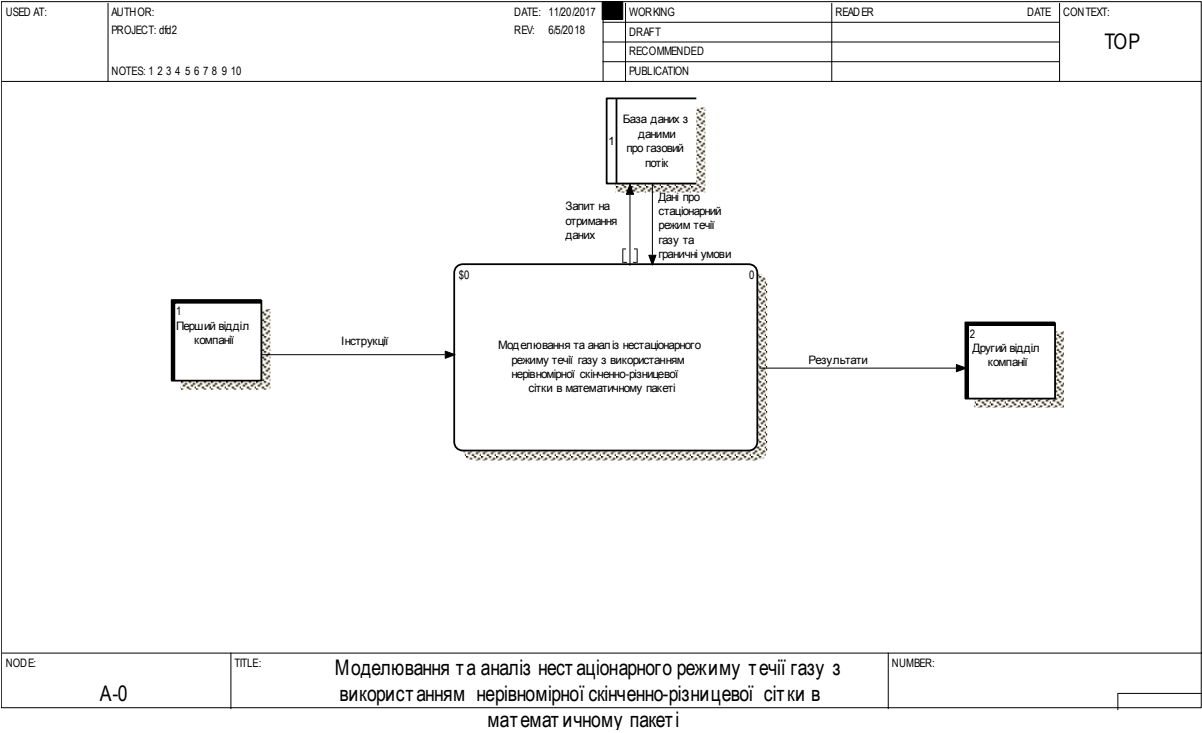 USED AT:
AUTHOR:
DATE: 11/20/2017
WORKING
READER
DATE
CONTEXT:
PROJECT: dfd2
REV: 6/5/2018
DRAFT
TOP
RECOMMENDED
NOTES: 1 2 3 4 5 6 7 8 9 10
PUBLICATION
1
База даних з
даними
про газовий
потік
Запит на
отримання
даних
Дані про
стаціонарний
режим течії
газу та
граничні умови
$0
0
1
Перший відділ
компанії
Інструкції
Моделювання та аналіз нестаціонарного
режиму течії газу з використанням
нерівномірної скінченно-різницевої
сітки в математичному пакеті
Результати
2
Другий відділ
компанії
NODE:
A-0
TITLE:
Моделювання та аналіз нестаціонарного режиму течії газу з
використанням нерівномірної скінченно-різницевої сітки в
математичному пакеті
NUMBER: